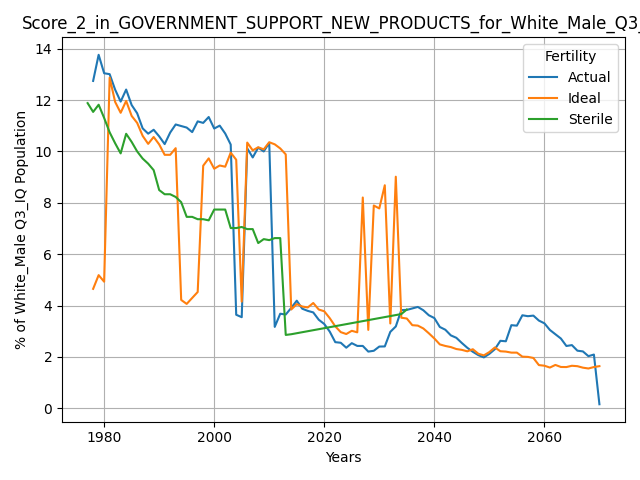 Score_2_in_GOVERNMENT_SUPPORT_NEW_PRODUCTS_for_White_Male_Q3_
Fertility
Actual
Ideal
Sterile
% of White_Male Q3_IQ Population
14
12
10
8
6
4
2
0
1980 2000 2020 2040 2060
Years